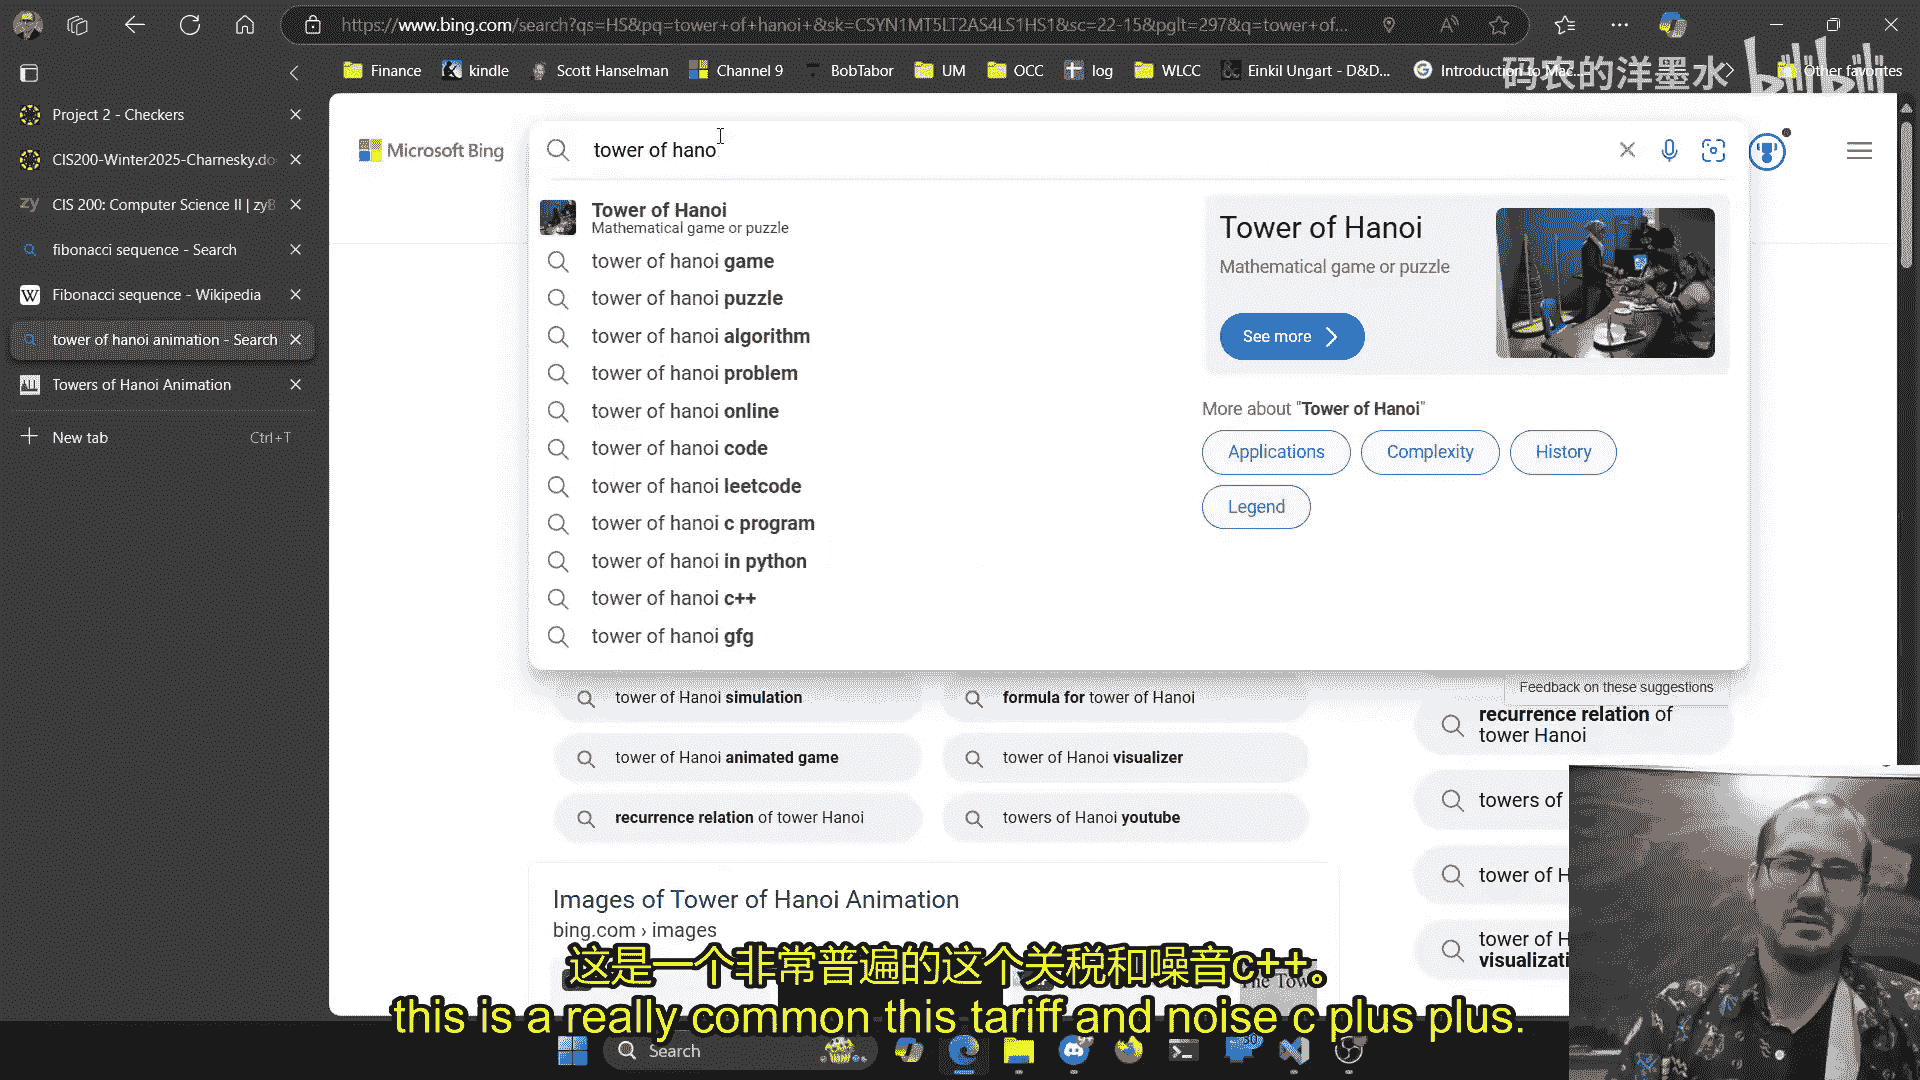 https://www.bing.com/search?qs=HS&pq=tower+of+hanoi+&sk=CSYN1MT5LT2AS4LS1HS1&sc=22-15&pglt=297&q=tower+of...
Finance
kindle
Scott Hanselman
Channel 9
BobTabor
UM
OCC
log
WLCC
Einkil Ungart - D&D...
Introduction to Mac...
Other favorites
码农的洋墨水
bilibili
Project 2 - Checkers
CIS200-Winter2025-Charnesky.do
CIS 200: Computer Science II | zyB
fibonacci sequence - Search
Fibonacci sequence - Wikipedia
tower of hanoi animation - Search
Towers of Hanoi Animation
New tab
Ctrl+T
Microsoft Bing
tower of hano
Tower of Hanoi
Mathematical game or puzzle
tower of hanoi game
tower of hanoi puzzle
tower of hanoi algorithm
tower of hanoi problem
tower of hanoi online
tower of hanoi code
tower of hanoi leetcode
tower of hanoi c program
tower of hanoi in python
tower of hanoi c++
tower of hanoi gfg
Tower of Hanoi
Mathematical game or puzzle
See more
More about "Tower of Hanoi"
Applications
Complexity
History
Legend
Feedback on these suggestions
tower of Hanoi simulation
formula for tower of Hanoi
tower of Hanoi animated game
tower of Hanoi visualizer
recurrence relation of tower Hanoi
towers of Hanoi youtube
recurrence relation of
tower Hanoi
towers of
tower of H
tower of H
visualizati
Images of Tower of Hanoi Animation
bing.com › images
The Tow
这是一个非常普遍的这个关税和噪音c++。
this is a really common this tariff and noise c plus plus.
Search